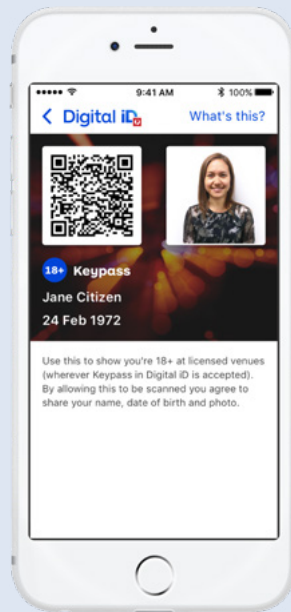 9:41 AM
100%
Digital iD
What's this?
18+ Keypass
Jane Citizen
24 Feb 1972
Use this to show you're 18+ at licensed venues
(wherever Keypass in Digital iD is accepted).
By allowing this to be scanned you agree to
share your name, date of birth and photo.